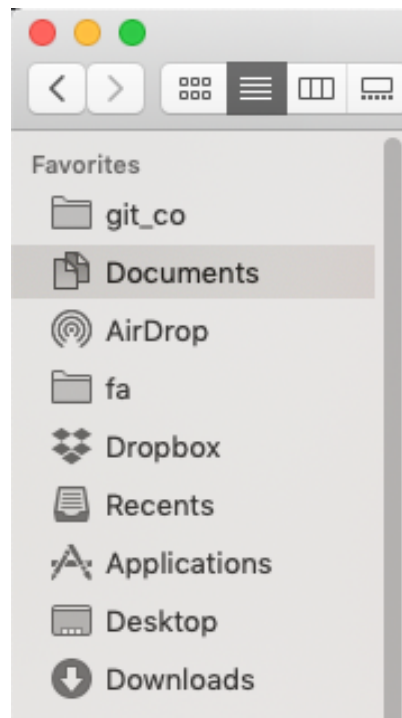 Favorites
git_co
Documents
AirDrop
fa
Dropbox
Recents
Applications
Desktop
Downloads